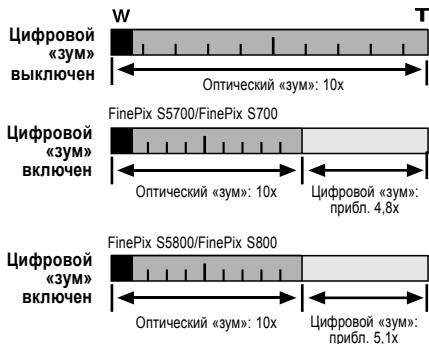 W T
Цифровой
«зум»
выключен
Оптический «зум»: 10x
FinePix S5700/FinePix S700
Цифровой
«зум»
включен
Оптический «зум»: 10x
Цифровой «зум»:
прибл. 4,8x
FinePix S5800/FinePix S800
Цифровой
«зум»
включен
Оптический «зум»: 10x
Цифровой «зум»:
прибл. 5,1x